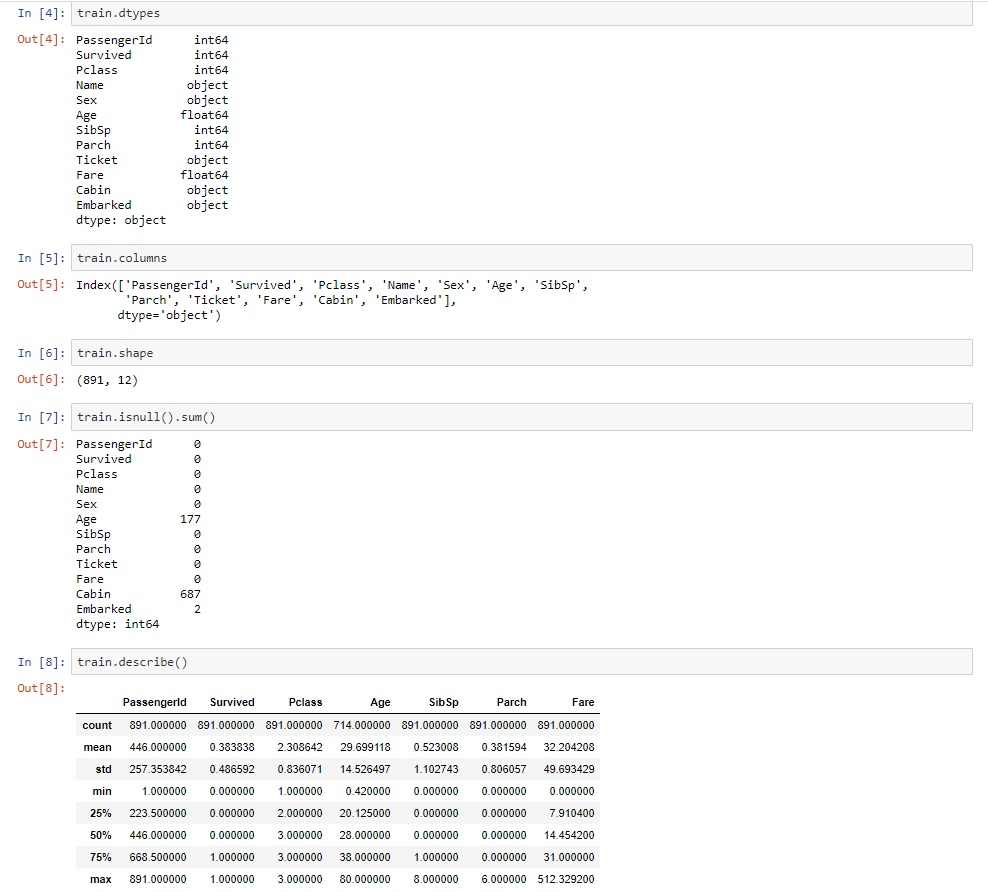 In [4]: train.dtypes
Out[4]: PassengerId      int64
Survived         int64
Pclass           int64
Name            object
Sex             object
Age            float64
SibSp            int64
Parch            int64
Ticket          object
Fare           float64
Cabin           object
Embarked        object
dtype: object
In [5]: train.columns
Out[5]: Index(['PassengerId', 'Survived', 'Pclass', 'Name', 'Sex', 'Age', 'SibSp',
       'Parch', 'Ticket', 'Fare', 'Cabin', 'Embarked'],
      dtype='object')
In [6]: train.shape
Out[6]: (891, 12)
In [7]: train.isnull().sum()
Out[7]: PassengerId      0
Survived         0
Pclass           0
Name             0
Sex              0
Age            177
SibSp            0
Parch            0
Ticket           0
Fare             0
Cabin          687
Embarked         2
dtype: int64
In [8]: train.describe()
Out[8]:
PassengerId Survived Pclass Age SibSp Parch Fare
count 891.000000 891.000000 891.000000 714.000000 891.000000 891.000000 891.000000
mean 446.000000 0.383838 2.308642 29.699118 0.523008 0.381594 32.204208
std 257.353842 0.486592 0.836071 14.526497 1.102743 0.806057 49.693429
min 1.000000 0.000000 1.000000 0.420000 0.000000 0.000000 0.000000
25% 223.500000 0.000000 2.000000 20.125000 0.000000 0.000000 7.910400
50% 446.000000 0.000000 3.000000 28.000000 0.000000 0.000000 14.454200
75% 668.500000 1.000000 3.000000 38.000000 1.000000 0.000000 31.000000
max 891.000000 1.000000 3.000000 80.000000 8.000000 6.000000 512.329200